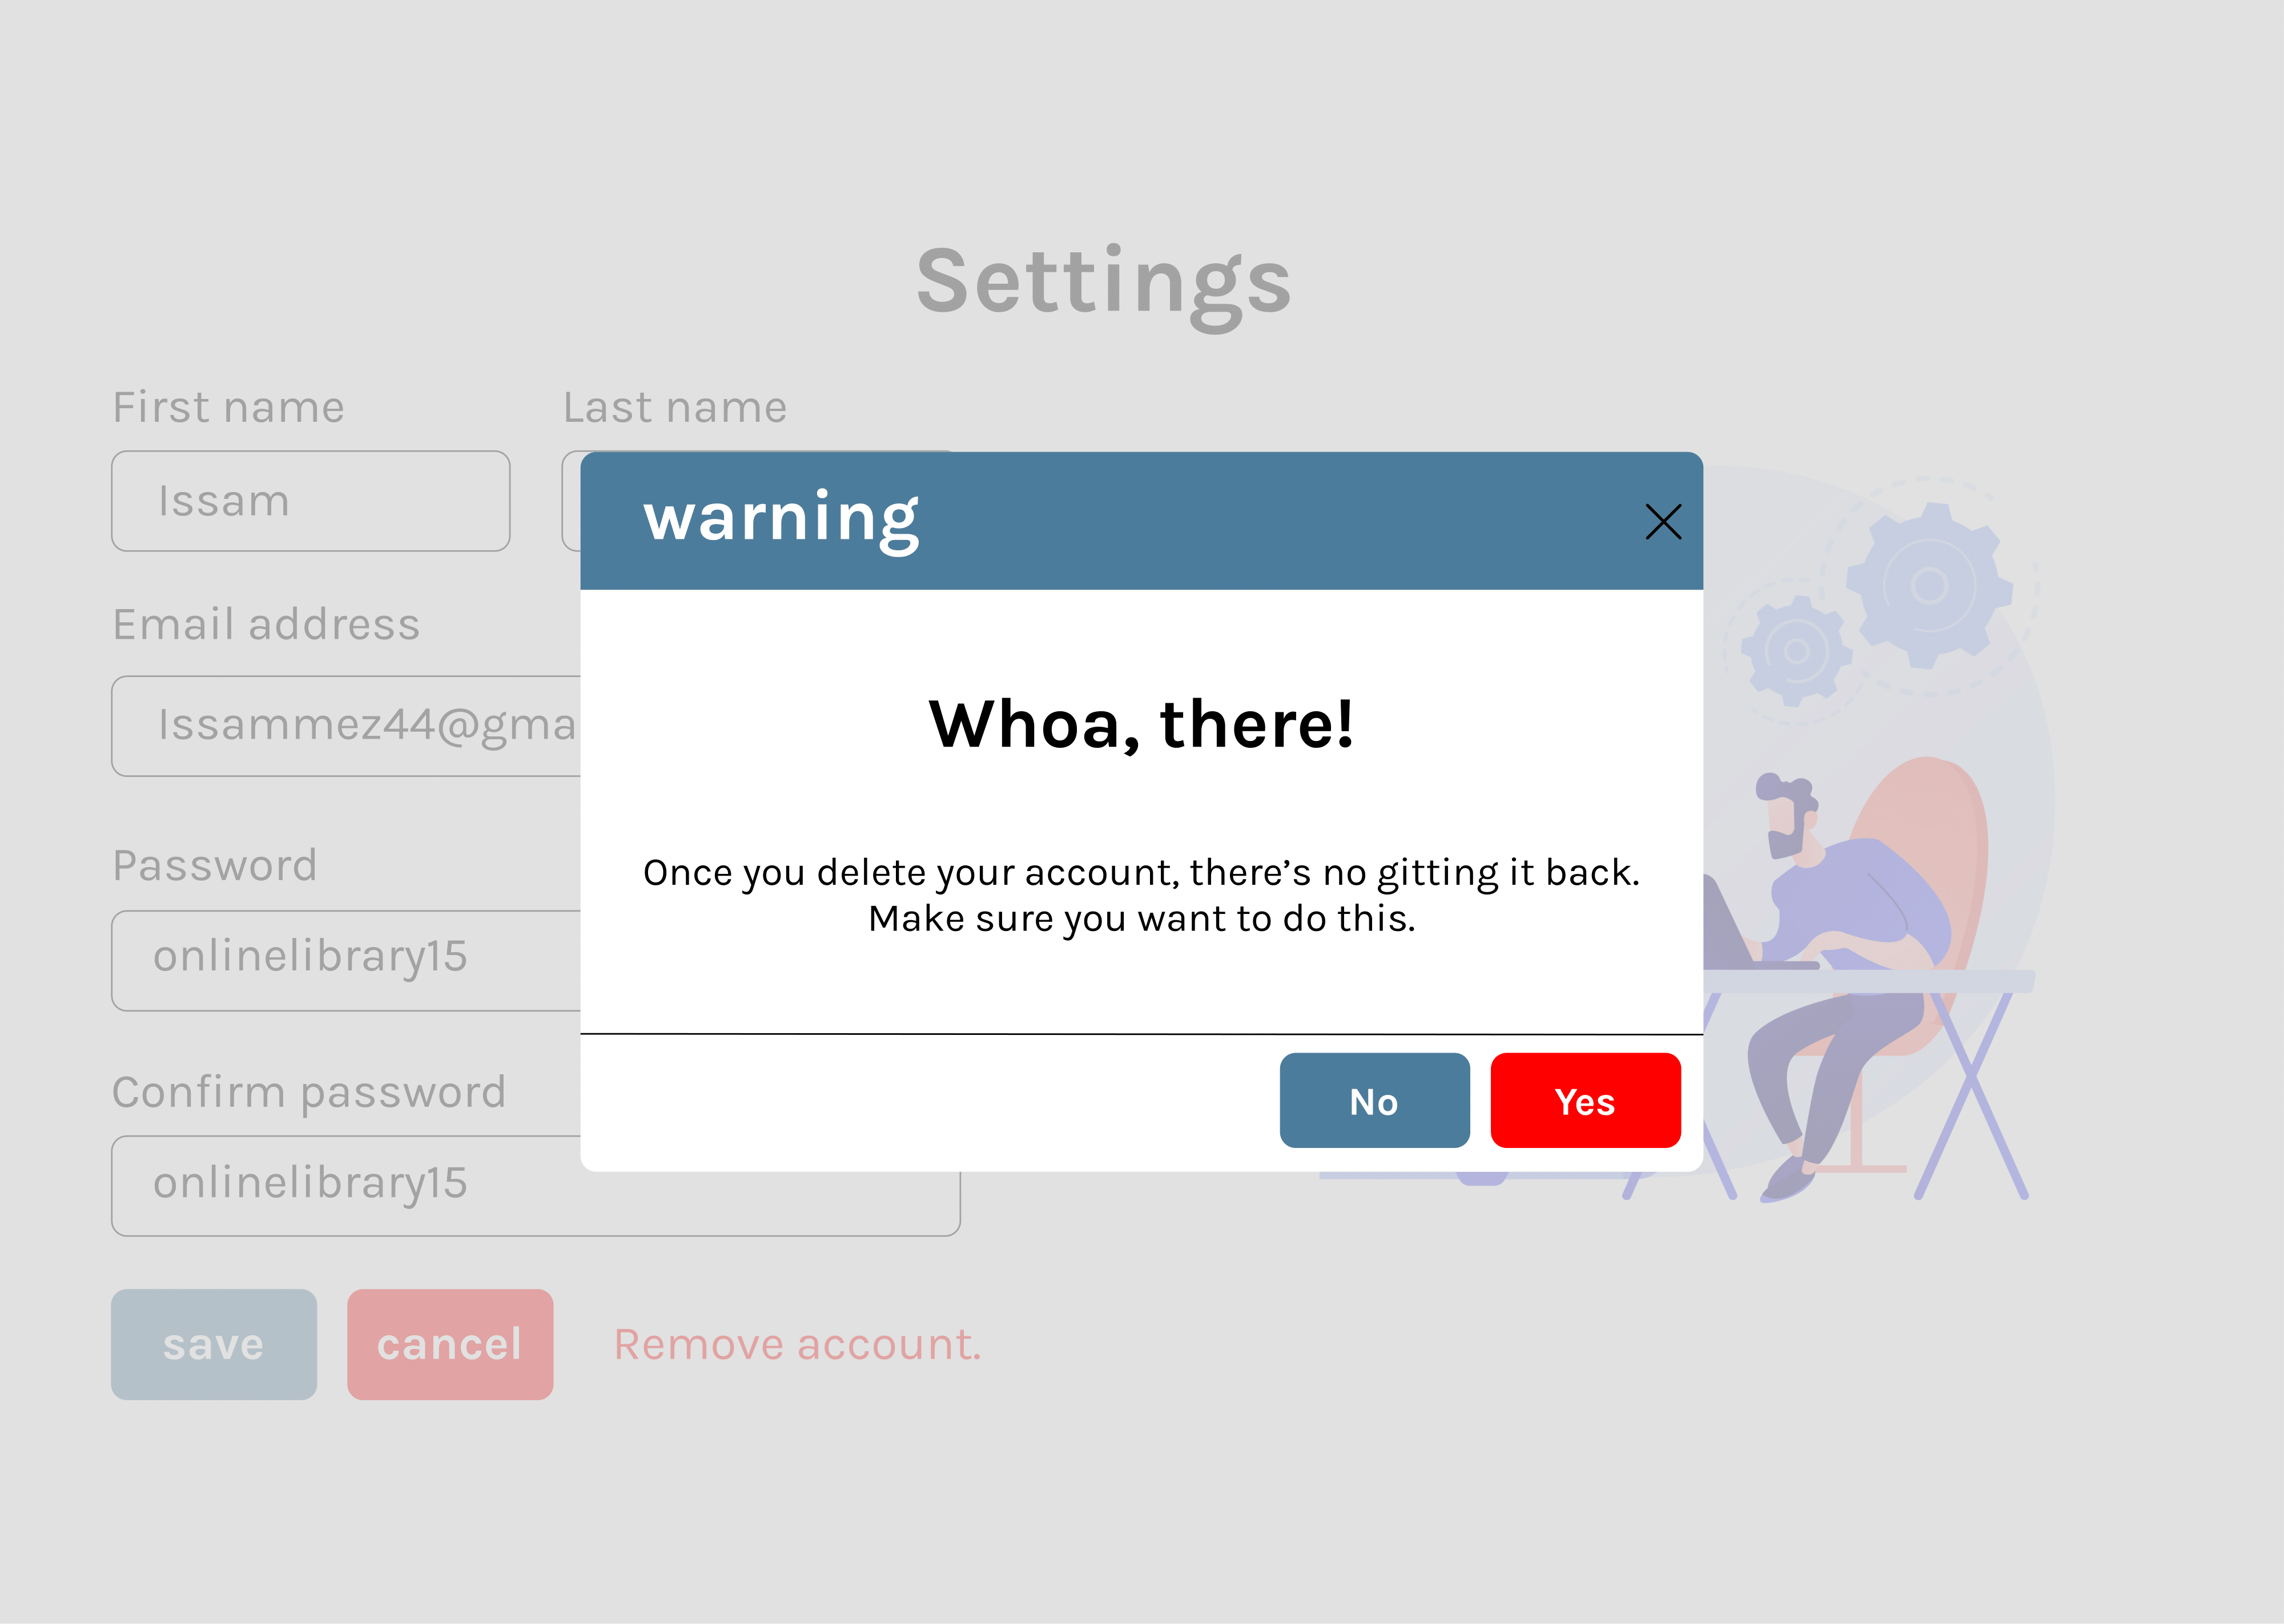 Settings
First name
Last name
Issam
warning
Email address
Issammez44@gma
Whoa, there!
Password
Once you delete your account, there’s no gitting it back.
Make sure you want to do this.
onlinelibrary15
Confirm password
No
Yes
onlinelibrary15
save
cancel
Remove account.